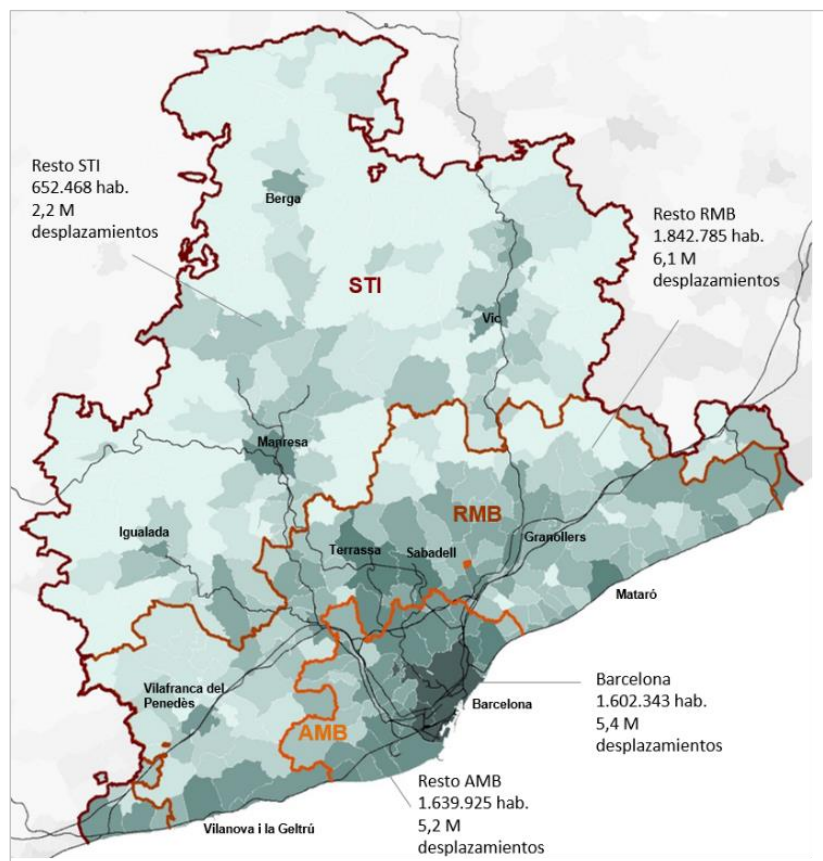 Resto STI
652.468 hab.
2,2 M
desplazamientos
Berga
STI
Vic
Resto RMB
1.842.785 hab.
6,1 M
desplazamientos
Manresa
RMB
Igualada
Terrassa
Sabadell
Granollers
Mataró
Vilafranca del
Penedès
AMB
Barcelona
Barcelona
1.602.343 hab.
5,4 M
desplazamientos
Vilanova i la Geltrú
Resto AMB
1.639.925 hab.
5,2 M
desplazamientos